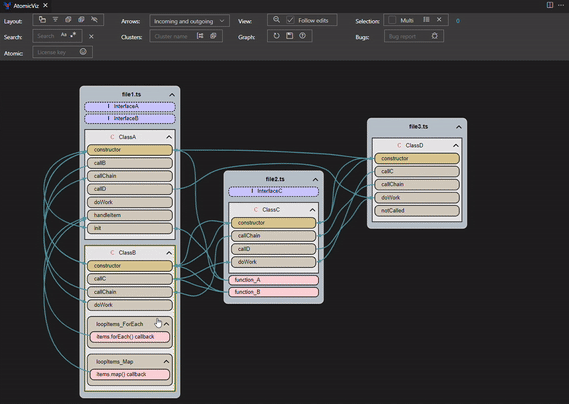 AtomicViz
Layout:
Arrows: Incoming and outgoing
View: Follow edits
Selection: Multi 0
Search: Search Aa .*
Clusters: Cluster name
Graph:
Bugs: Bug report
Atomic: License key
file1.ts
I InterfaceA
I InterfaceB
C ClassA
constructor
callB
callChain
callD
doWork
handleItem
init
C ClassB
constructor
callC
callChain
doWork
loopItems_ForEach
items.forEach() callback
loopItems_Map
items.map() callback
file2.ts
I InterfaceC
C ClassC
constructor
callChain
callD
doWork
function_A
function_B
file3.ts
C ClassD
constructor
callC
callChain
doWork
notCalled